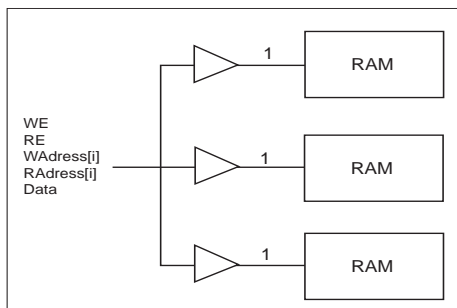 1
RAM
WE
RE
WAdress[i]
RAdress[i]
Data
1
RAM
1
RAM